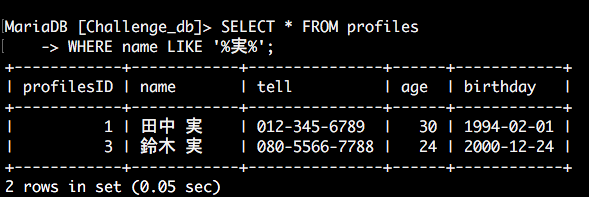 MariaDB [Challenge_db]> SELECT * FROM profiles
    -> WHERE name LIKE '%実%';
+------------+-----------+--------------+------+------------+
| profilesID | name      | tell         | age  | birthday   |
+------------+-----------+--------------+------+------------+
|          1 | 田中 実   | 012-345-6789  |   30 | 1994-02-01 |
|          3 | 鈴木 実   | 080-5566-7788 |   24 | 2000-12-24 |
+------------+-----------+--------------+------+------------+
2 rows in set (0.05 sec)